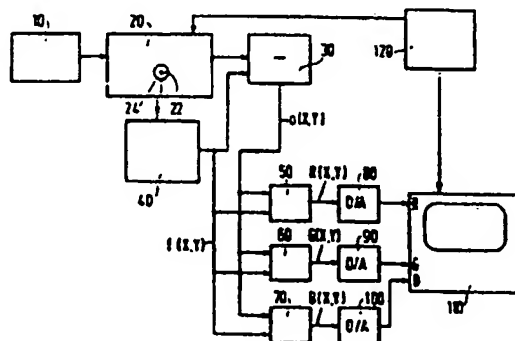 10
20
30
120
24'
22
40
a(X,Y)
f(X,Y)
50
R(X,Y)
80
D/A
R
60
G(X,Y)
90
D/A
G
B
70
B(X,Y)
100
D/A
110